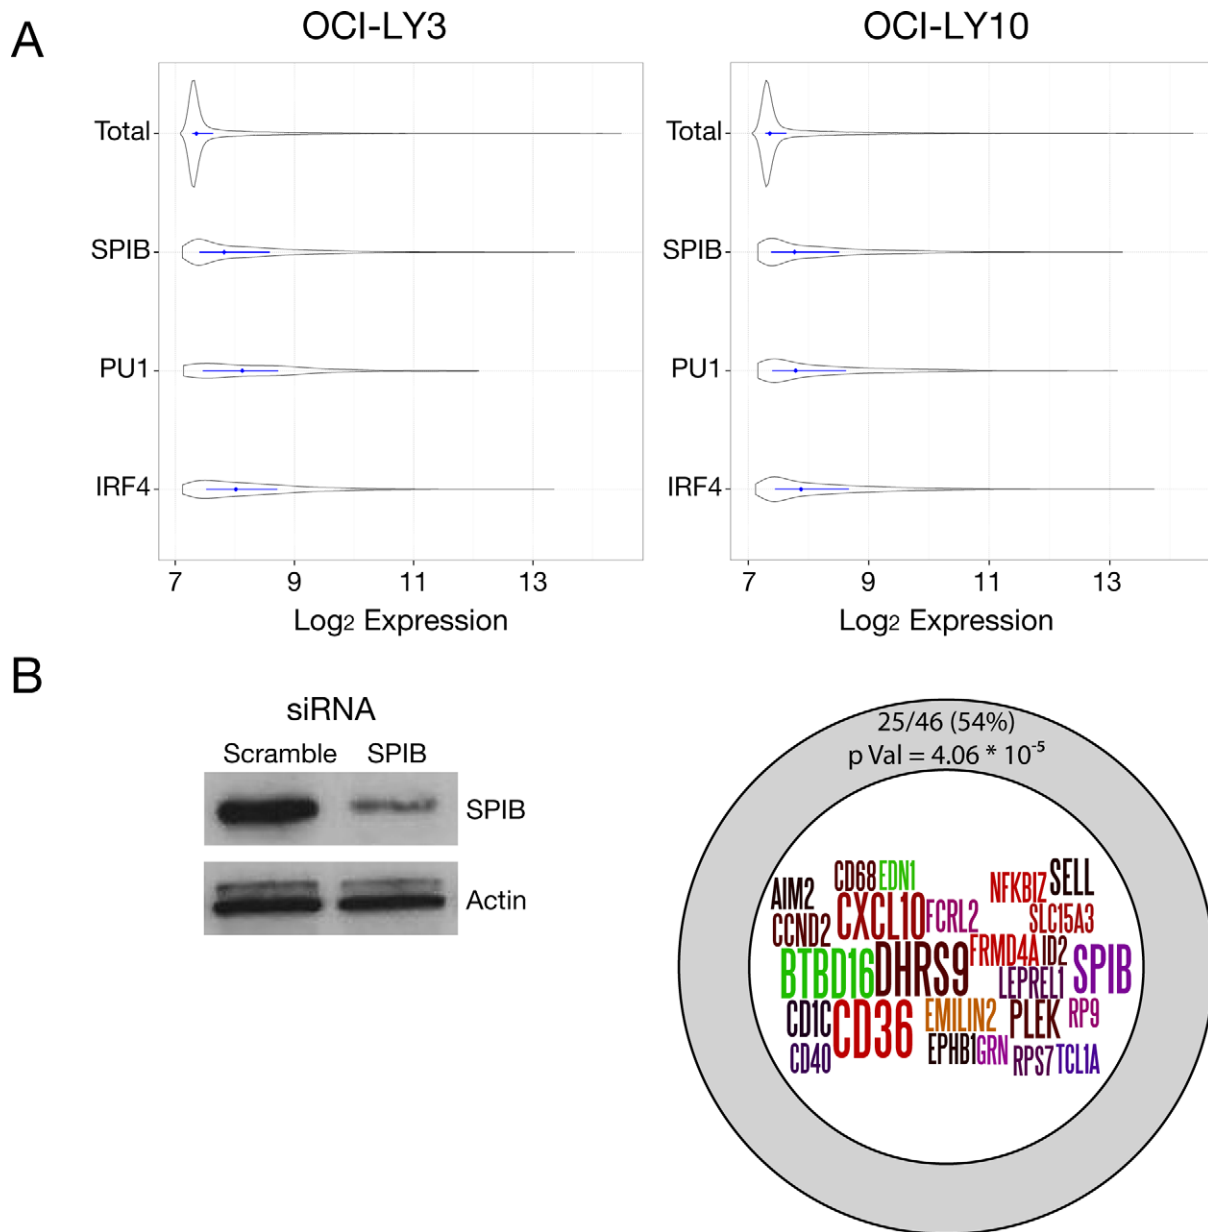 A
OCI-LY3
OCI-LY10
Total
SPIB
PU1
IRF4
7 9 11 13
Log2 Expression
Total
SPIB
PU1
IRF4
7 9 11 13
Log2 Expression
B
siRNA
Scramble SPIB
SPIB
Actin
25/46 (54%)
p Val = 4.06 * 10-5
CD68 EDN1 NFKBIZ SELL
AIM2 CXCL10 FCRL2 SLC15A3
CCND2 FRMD4A ID2
BTBD16 DHRS9 LEPREL1 SPIB
CD1C CD36 EMILIN2 PLEK RP9
CD40 EPHB1 GRN RPS7 TCL1A